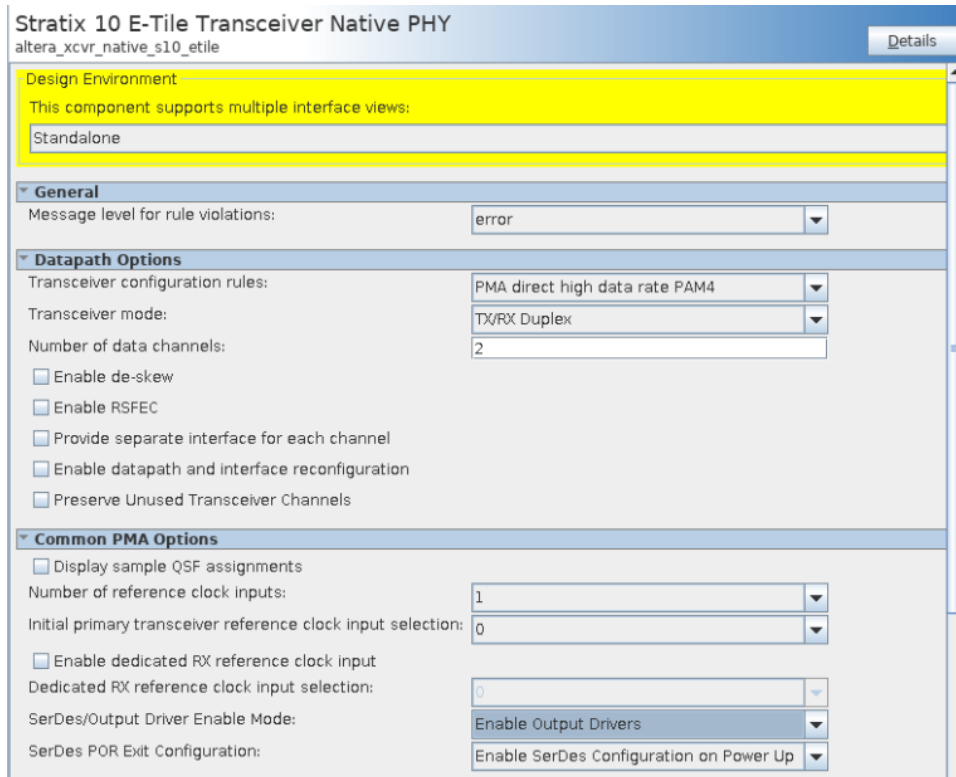 Stratix 10 E-Tile Transceiver Native PHY
altera_xcvr_native_s10_etile
Details
Design Environment
This component supports multiple interface views:
Standalone
General
Message level for rule violations: error
Datapath Options
Transceiver configuration rules: PMA direct high data rate PAM4
Transceiver mode: TX/RX Duplex
Number of data channels: 2
Enable de-skew
Enable RSFEC
Provide separate interface for each channel
Enable datapath and interface reconfiguration
Preserve Unused Transceiver Channels
Common PMA Options
Display sample QSF assignments
Number of reference clock inputs: 1
Initial primary transceiver reference clock input selection: 0
Enable dedicated RX reference clock input
Dedicated RX reference clock input selection: 0
SerDes/Output Driver Enable Mode: Enable Output Drivers
SerDes POR Exit Configuration: Enable SerDes Configuration on Power Up